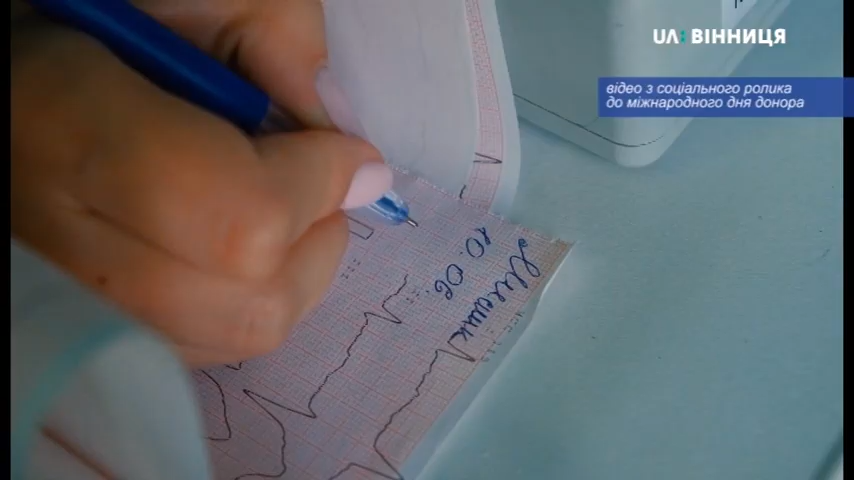 UA: ВІННИЦЯ
відео з соціального ролика
до міжнародного дня донора
10.06.